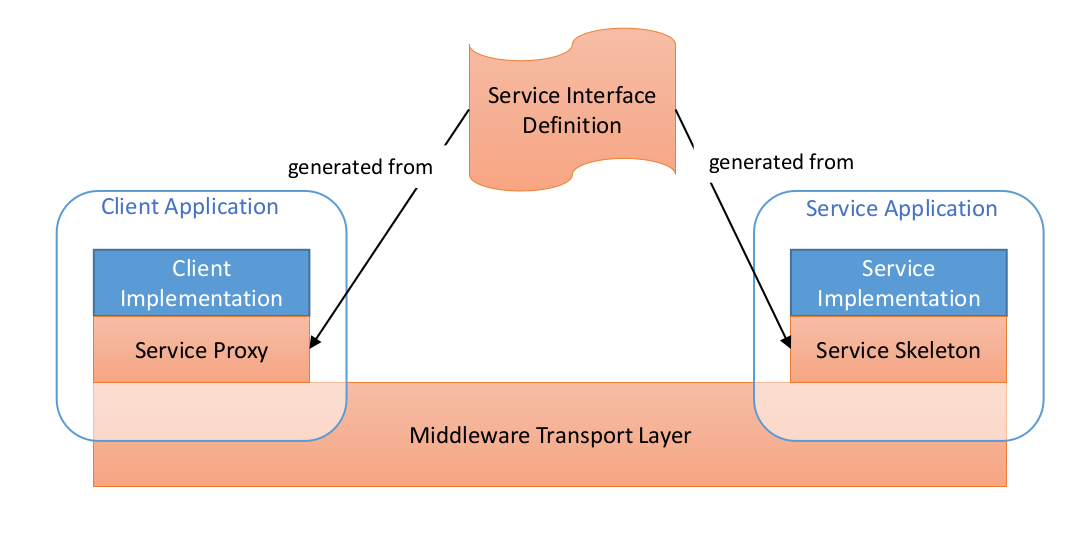 Service Interface
Definition
generated from
generated from
Client Application
Service Application
Client
Implementation
Service
Implementation
Service Proxy
Service Skeleton
Middleware Transport Layer